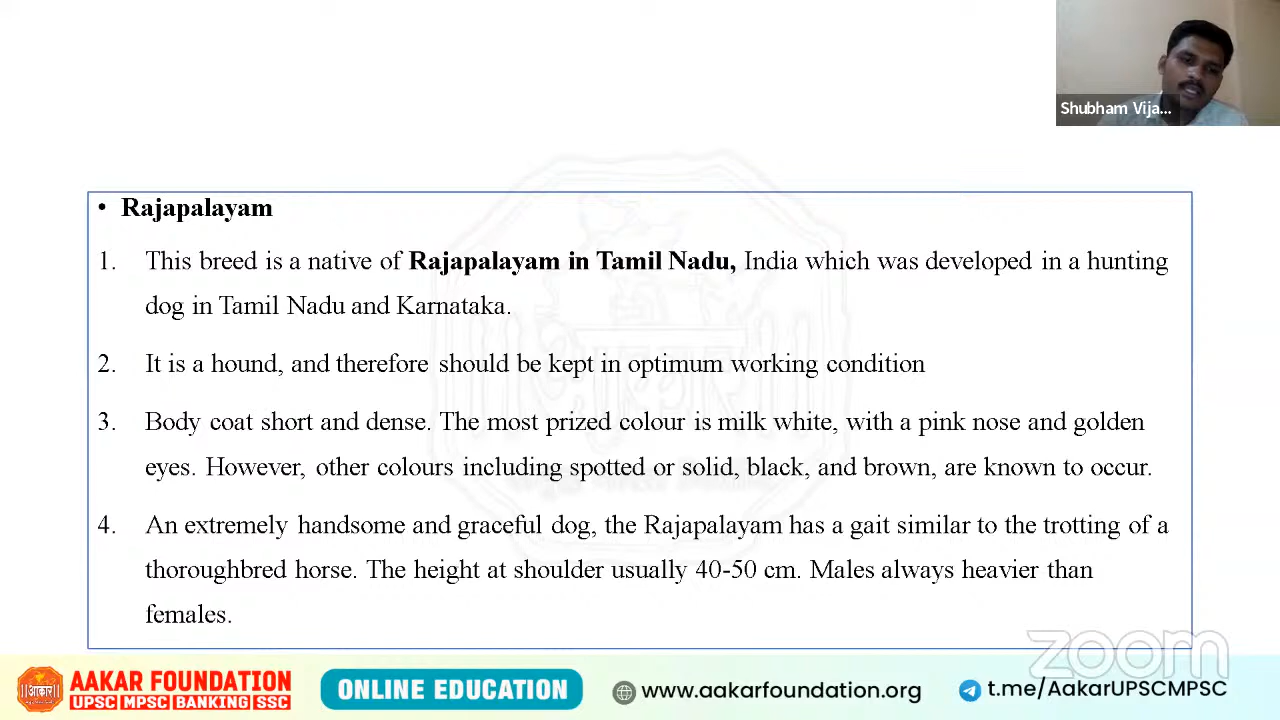 Shubham Vija...
• Rajapalayam
1. This breed is a native of Rajapalayam in Tamil Nadu, India which was developed in a hunting
dog in Tamil Nadu and Karnataka.
2. It is a hound, and therefore should be kept in optimum working condition
3. Body coat short and dense. The most prized colour is milk white, with a pink nose and golden
eyes. However, other colours including spotted or solid, black, and brown, are known to occur.
4. An extremely handsome and graceful dog, the Rajapalayam has a gait similar to the trotting of a
thoroughbred horse. The height at shoulder usually 40-50 cm. Males always heavier than
females.
zoom
आकार
AAKAR FOUNDATION
UPSC MPSC BANKING SSC
ONLINE EDUCATION
www.aakarfoundation.org
t.me/AakarUPSCMPSC